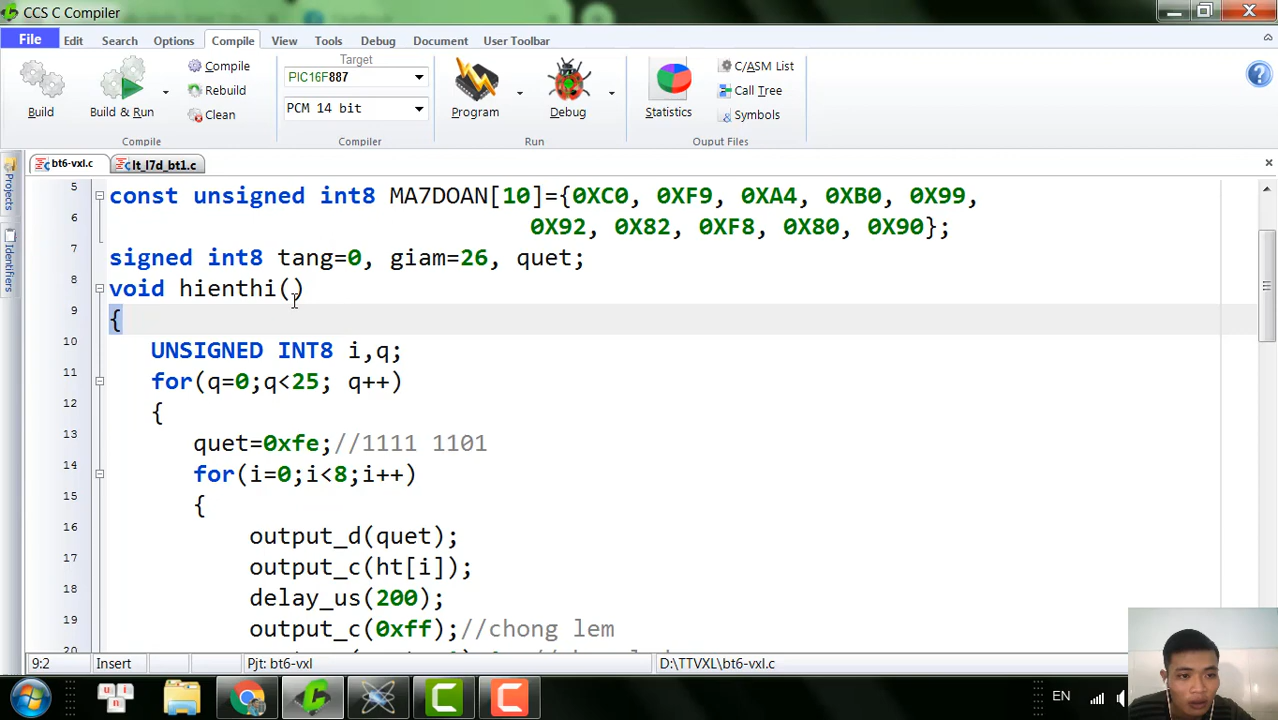 CCS C Compiler
File Edit Search Options Compile View Tools Debug Document User Toolbar
Build
Build & Run
Compile
Rebuild
Clean
Compile
Target
PIC16F887
PCM 14 bit
Compiler
Program
Debug
Run
Statistics
C/ASM List
Call Tree
Symbols
Ouput Files
bt6-vxl.c lt_l7d_bt1.c
Projects
Identifiers
5 const unsigned int8 MA7DOAN[10]={0XC0, 0XF9, 0XA4, 0XB0, 0X99,
6 0X92, 0X82, 0XF8, 0X80, 0X90};
7 signed int8 tang=0, giam=26, quet;
8 void hienthi()
9 {
10 UNSIGNED INT8 i,q;
11 for(q=0;q<25; q++)
12 {
13 quet=0xfe;//1111 1101
14 for(i=0;i<8;i++)
15 {
16 output_d(quet);
17 output_c(ht[i]);
18 delay_us(200);
19 output_c(0xff);//chong lem
20
9:2 Insert Pjt: bt6-vxl D:\TTVXL\bt6-vxl.c
EN